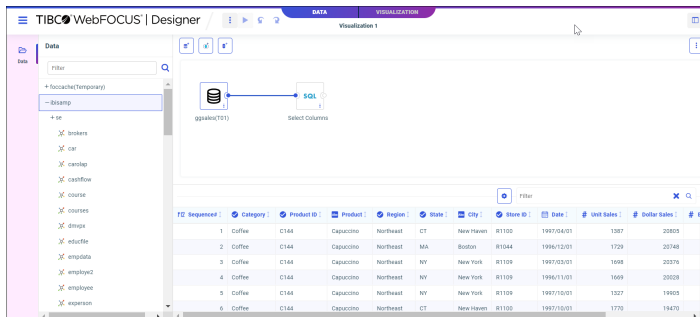 TIBCO WebFOCUS® | Designer
DATA
VISUALIZATION
Visualization 1
Data
Data
Filter
+ foccache(Temporary)
− ibisamp
+ se
brokers
car
carolap
cashflow
course
courses
dmvpx
educfile
empdata
employe2
employee
experson
ggsales(T01)
SQL
Select Columns
Filter
Sequence# Category Product ID Product Region State City Store ID Date # Unit Sales # Dollar Sales #
1 Coffee C144 Capuccino Northeast CT New Haven R1100 1997/04/01 1387 20805
2 Coffee C144 Capuccino Northeast MA Boston R1044 1996/12/01 1729 20748
3 Coffee C144 Capuccino Northeast NY New York R1109 1997/03/01 1698 20376
4 Coffee C144 Capuccino Northeast NY New York R1109 1996/11/01 1669 20028
5 Coffee C144 Capuccino Northeast NY New York R1109 1997/10/01 1327 19905
6 Coffee C144 Capuccino Northeast CT New Haven R1100 1997/10/01 1770 19470